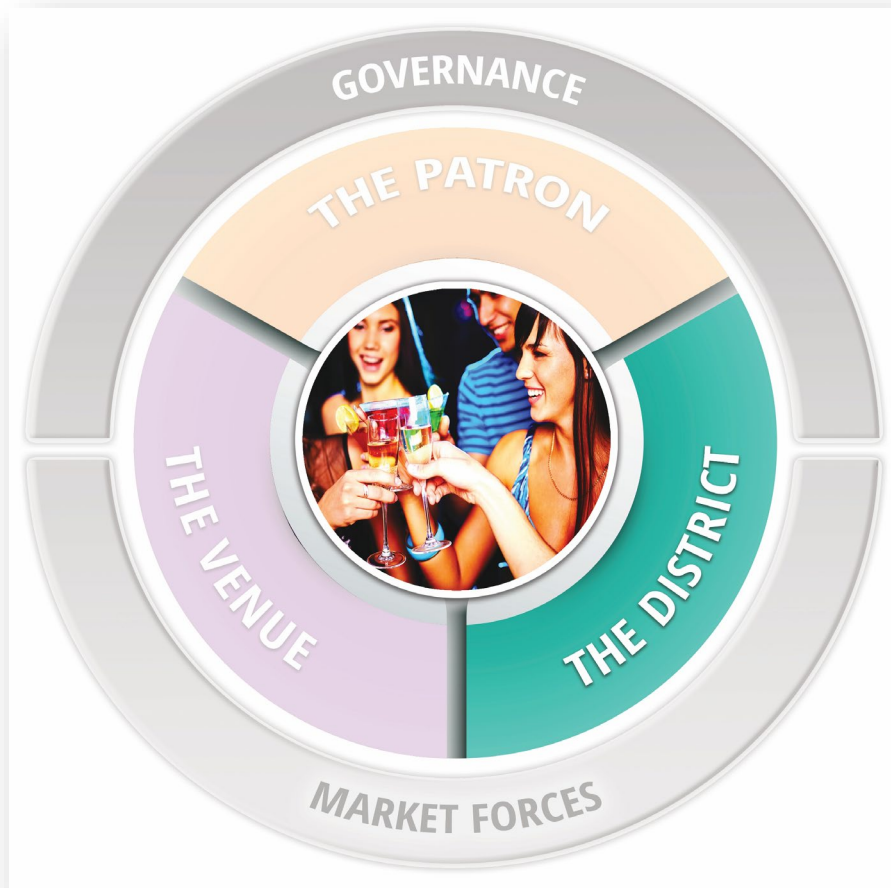 GOVERNANCE
THE PATRON
THE VENUE
THE DISTRICT
MARKET FORCES